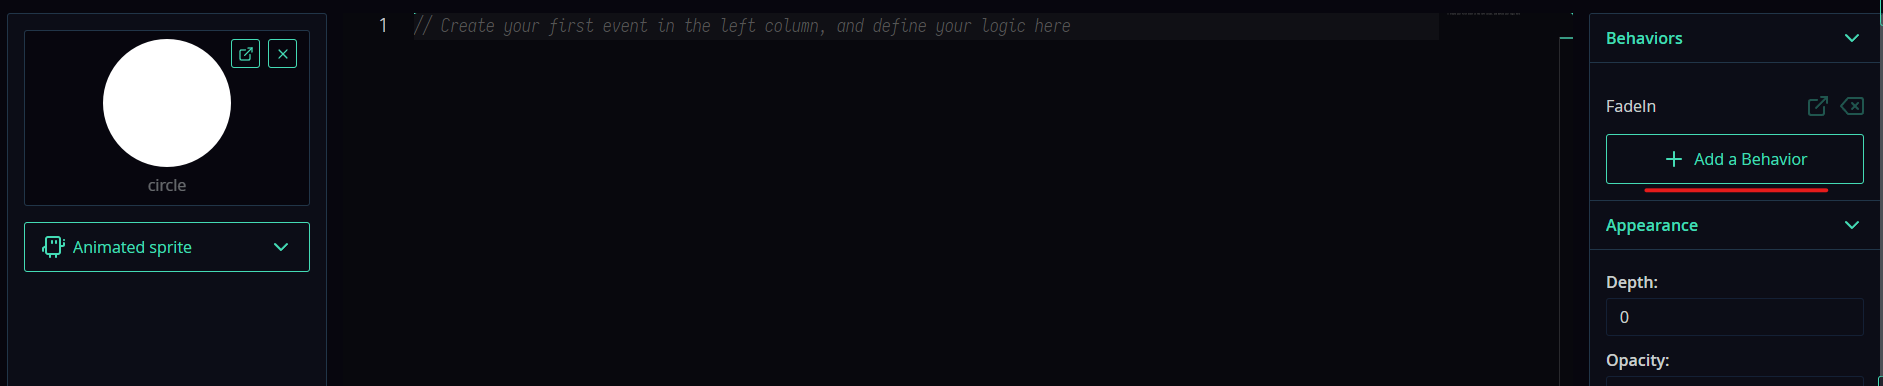 circle
Animated sprite
1
// Create your first event in the left column, and define your logic here
Behaviors
FadeIn
Add a Behavior
Appearance
Depth:
0
Opacity: